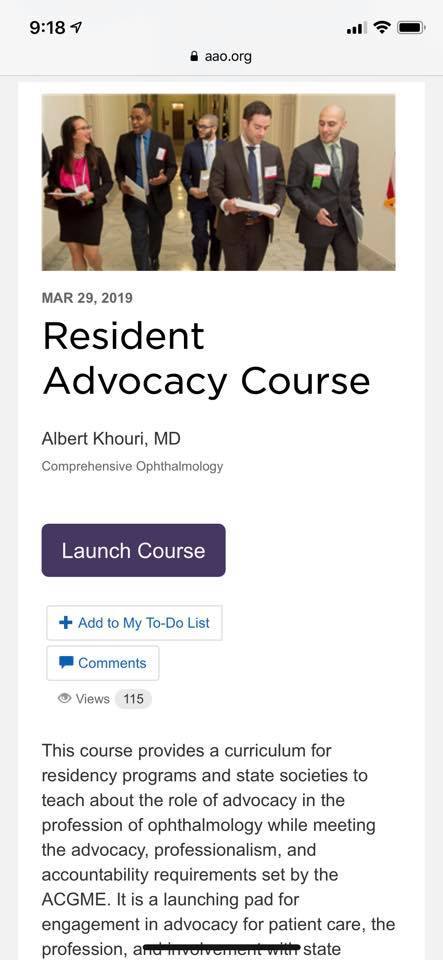 9:18
aao.org
MAR 29, 2019
Resident
Advocacy Course
Albert Khouri, MD
Comprehensive Ophthalmology
Launch Course
Add to My To-Do List
Comments
Views 115
This course provides a curriculum for
residency programs and state societies to
teach about the role of advocacy in the
profession of ophthalmology while meeting
the advocacy, professionalism, and
accountability requirements set by the
ACGME. It is a launching pad for
engagement in advocacy for patient care, the
profession, and involvement with state